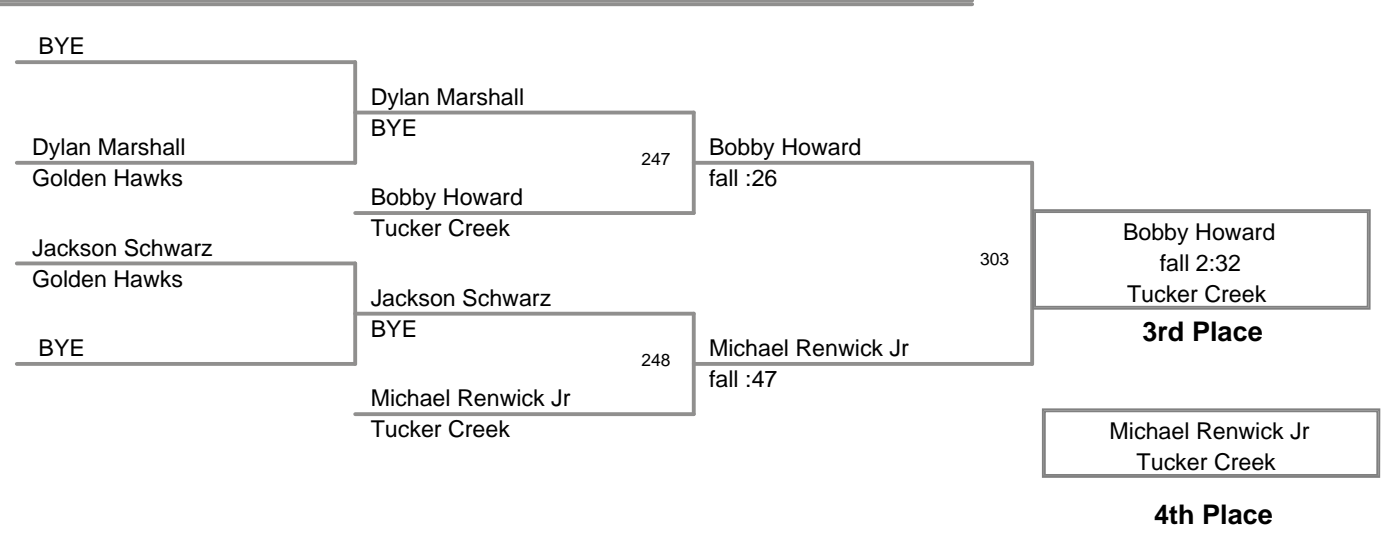 BYE
Dylan Marshall
Golden Hawks
Jackson Schwarz
Golden Hawks
BYE
Dylan Marshall
BYE
247
Bobby Howard
Tucker Creek
Jackson Schwarz
BYE
248
Michael Renwick Jr
Tucker Creek
Bobby Howard
fall :26
303
Michael Renwick Jr
fall :47
Bobby Howard
fall 2:32
Tucker Creek
3rd Place
Michael Renwick Jr
Tucker Creek
4th Place